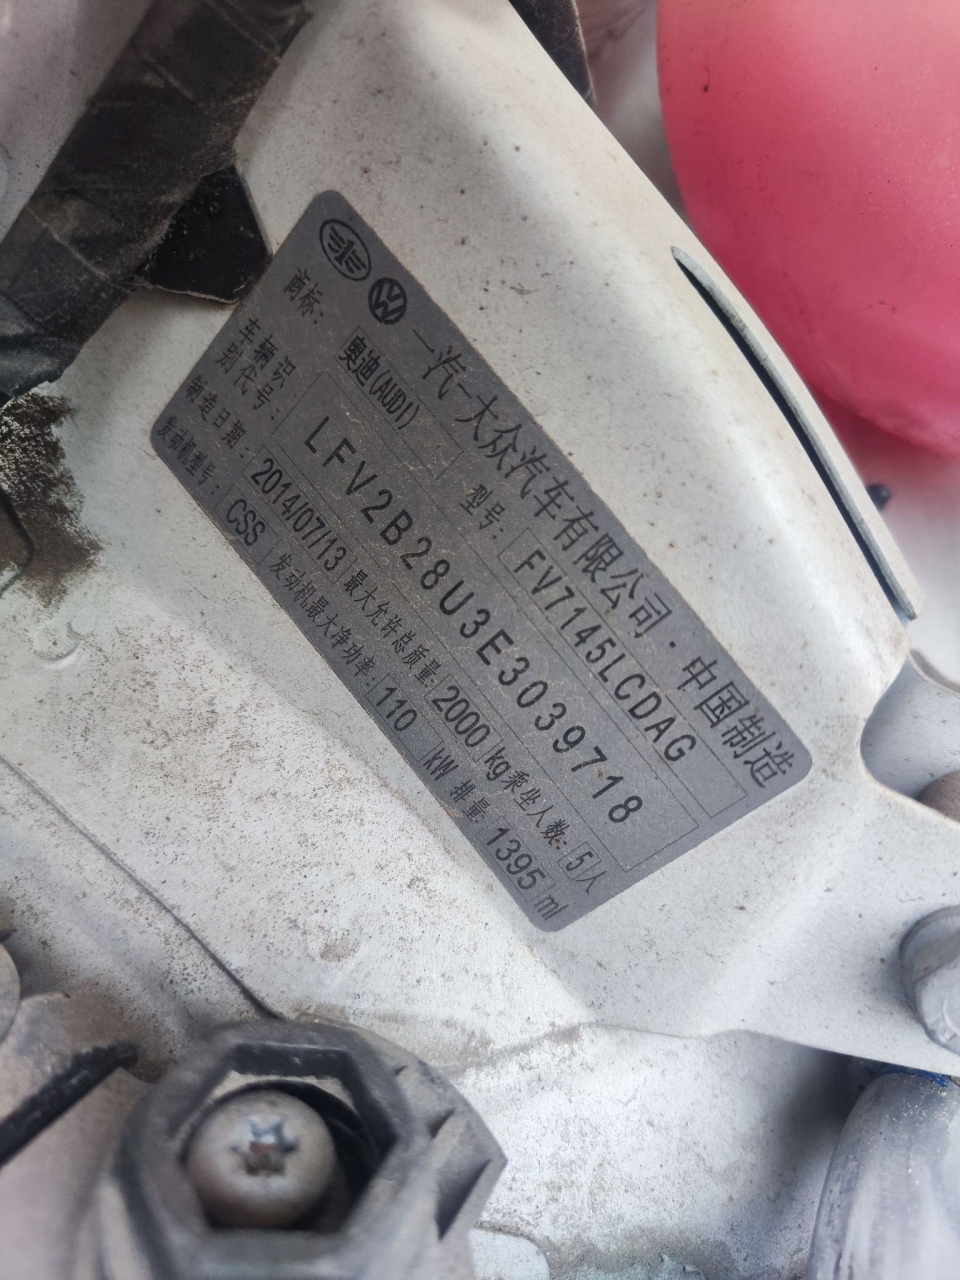 一汽-大众汽车有限公司·中国制造
商标: 奥迪(AUDI) 型号: FV7145LCDAG
车辆识别代号: LFV2B28U3E3039718
制造日期: 2014/07/13 最大允许总质量: 2000 kg 乘坐人数: 5人
发动机型号: CSS 发动机最大净功率: 110 kW 排量: 1395 ml